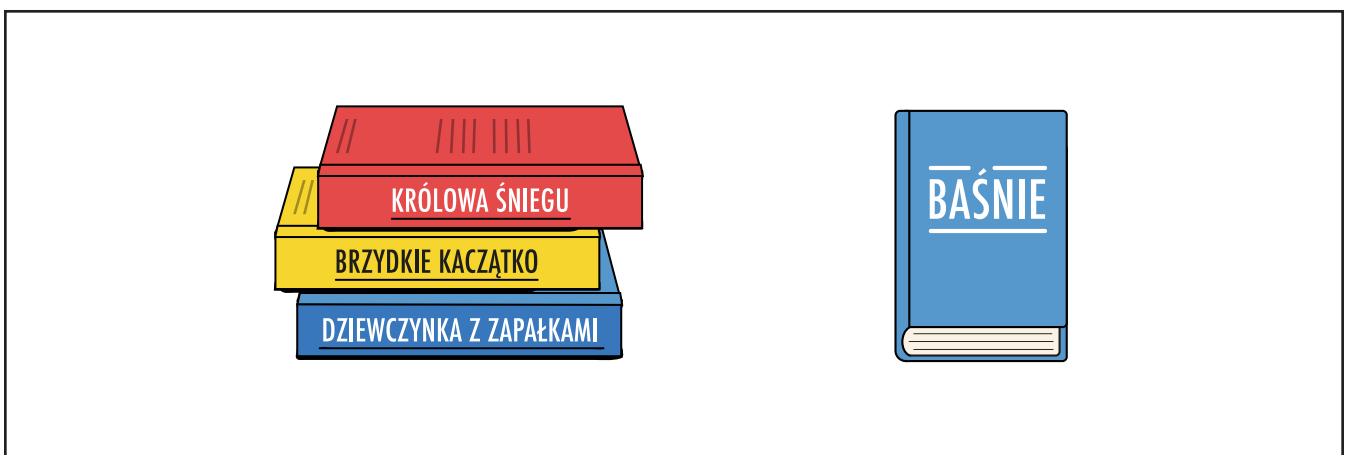 KRÓLOWA ŚNIEGU
BRZYDKIE KACZĄTKO
DZIEWCZYNKA Z ZAPAŁKAMI
BAŚNIE